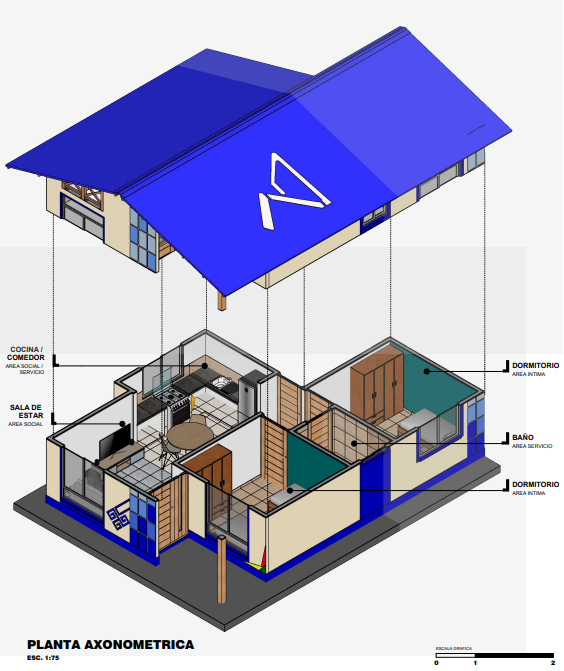 COCINA /
COMEDOR
AREA SOCIAL /
SERVICIO
SALA DE
ESTAR
AREA SOCIAL
DORMITORIO
AREA INTIMA
BAÑO
AREA SERVICIO
DORMITORIO
AREA INTIMA
PLANTA AXONOMETRICA
ESC. 1:75
ESCALA GRAFICA
0 1 2